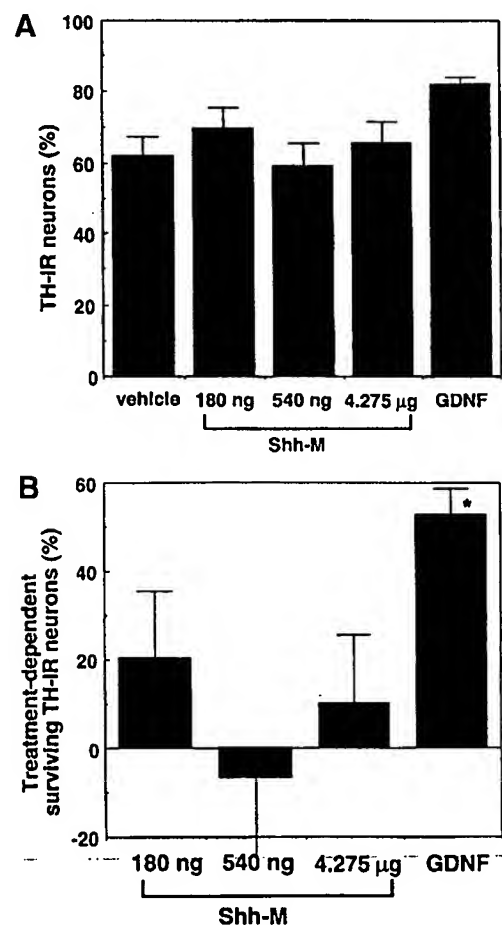 A
TH-IR neurons (%)
100
80
60
40
20
0
vehicle 180 ng 540 ng 4.275 µg GDNF
Shh-M
B
Treatment-dependent
surviving TH-IR neurons (%)
60
40
20
0
-20
*
180 ng 540 ng 4.275 µg GDNF
Shh-M